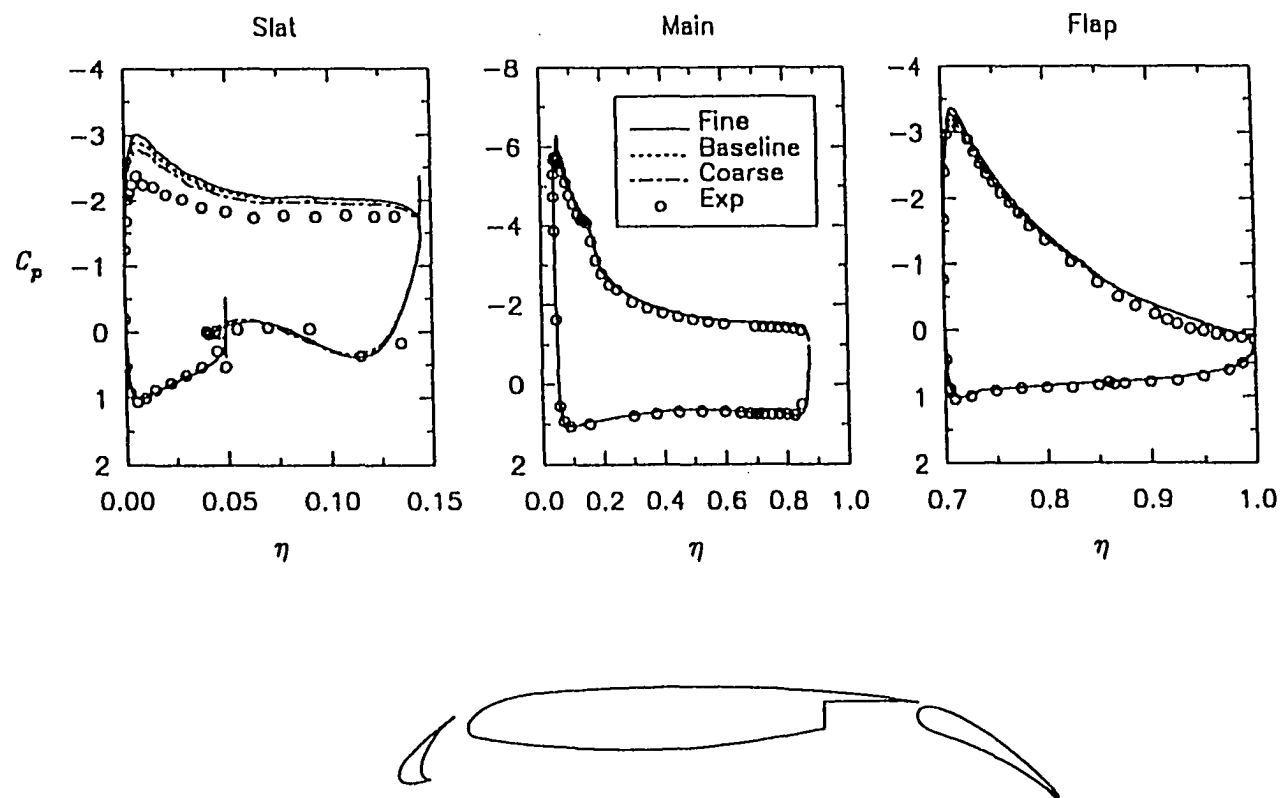 Slat
Main
Flap
−4
−3
−2
−1
0
1
2
C_p
0.00 0.05 0.10 0.15
η
−8
−6
−4
−2
0
2
0.0 0.2 0.4 0.6 0.8 1.0
η
Fine
Baseline
Coarse
Exp
−4
−3
−2
−1
0
1
2
0.7 0.8 0.9 1.0
η